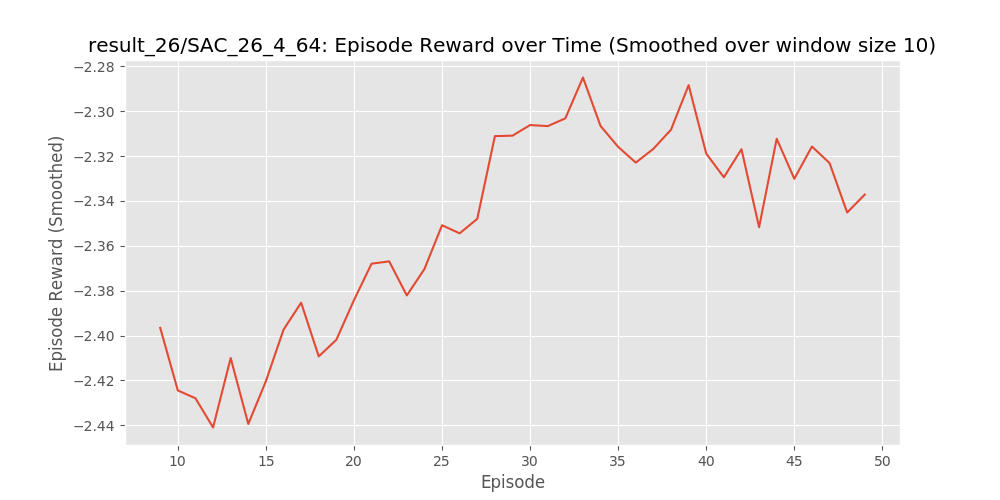 result_26/SAC_26_4_64: Episode Reward over Time (Smoothed over window size 10)
Episode Reward (Smoothed)
−2.28
−2.30
−2.32
−2.34
−2.36
−2.38
−2.40
−2.42
−2.44
10 15 20 25 30 35 40 45 50
Episode